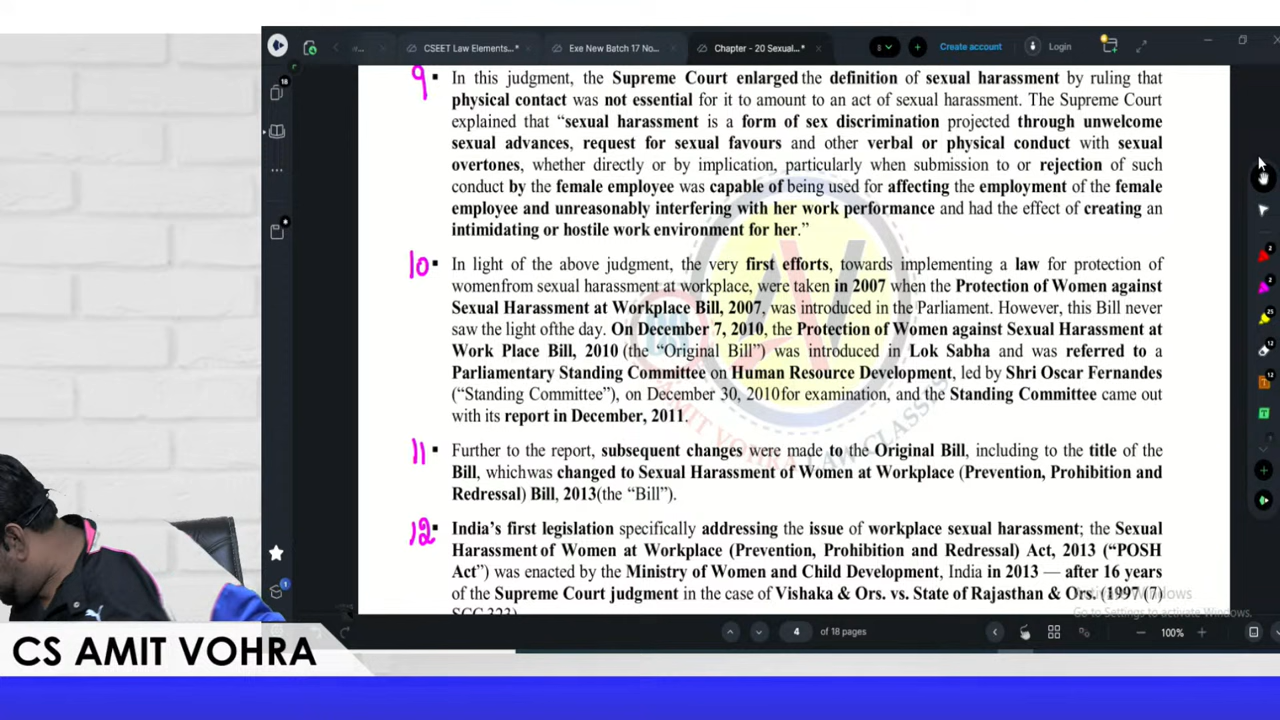 CSEET Law Elements...*
Exe New Batch 17 No...
Chapter - 20 Sexual...*
Create account
Login
9 ▪ In this judgment, the Supreme Court enlarged the definition of sexual harassment by ruling that
physical contact was not essential for it to amount to an act of sexual harassment. The Supreme Court
explained that “sexual harassment is a form of sex discrimination projected through unwelcome
sexual advances, request for sexual favours and other verbal or physical conduct with sexual
overtones, whether directly or by implication, particularly when submission to or rejection of such
conduct by the female employee was capable of being used for affecting the employment of the female
employee and unreasonably interfering with her work performance and had the effect of creating an
intimidating or hostile work environment for her.”
10 ▪ In light of the above judgment, the very first efforts, towards implementing a law for protection of
womenfrom sexual harassment at workplace, were taken in 2007 when the Protection of Women against
Sexual Harassment at Workplace Bill, 2007, was introduced in the Parliament. However, this Bill never
saw the light ofthe day. On December 7, 2010, the Protection of Women against Sexual Harassment at
Work Place Bill, 2010 (the “Original Bill”) was introduced in Lok Sabha and was referred to a
Parliamentary Standing Committee on Human Resource Development, led by Shri Oscar Fernandes
(“Standing Committee”), on December 30, 2010for examination, and the Standing Committee came out
with its report in December, 2011.
11 ▪ Further to the report, subsequent changes were made to the Original Bill, including to the title of the
Bill, whichwas changed to Sexual Harassment of Women at Workplace (Prevention, Prohibition and
Redressal) Bill, 2013(the “Bill”).
12 ▪ India’s first legislation specifically addressing the issue of workplace sexual harassment; the Sexual
Harassment of Women at Workplace (Prevention, Prohibition and Redressal) Act, 2013 (“POSH
Act”) was enacted by the Ministry of Women and Child Development, India in 2013 — after 16 years
of the Supreme Court judgment in the case of Vishaka & Ors. vs. State of Rajasthan & Ors. (1997 (7)
SCC 323)
AMIT VOHRA LAW CLASSES
Activate Windows
Go to Settings to activate Windows.
4 of 18 pages
100%
CS AMIT VOHRA